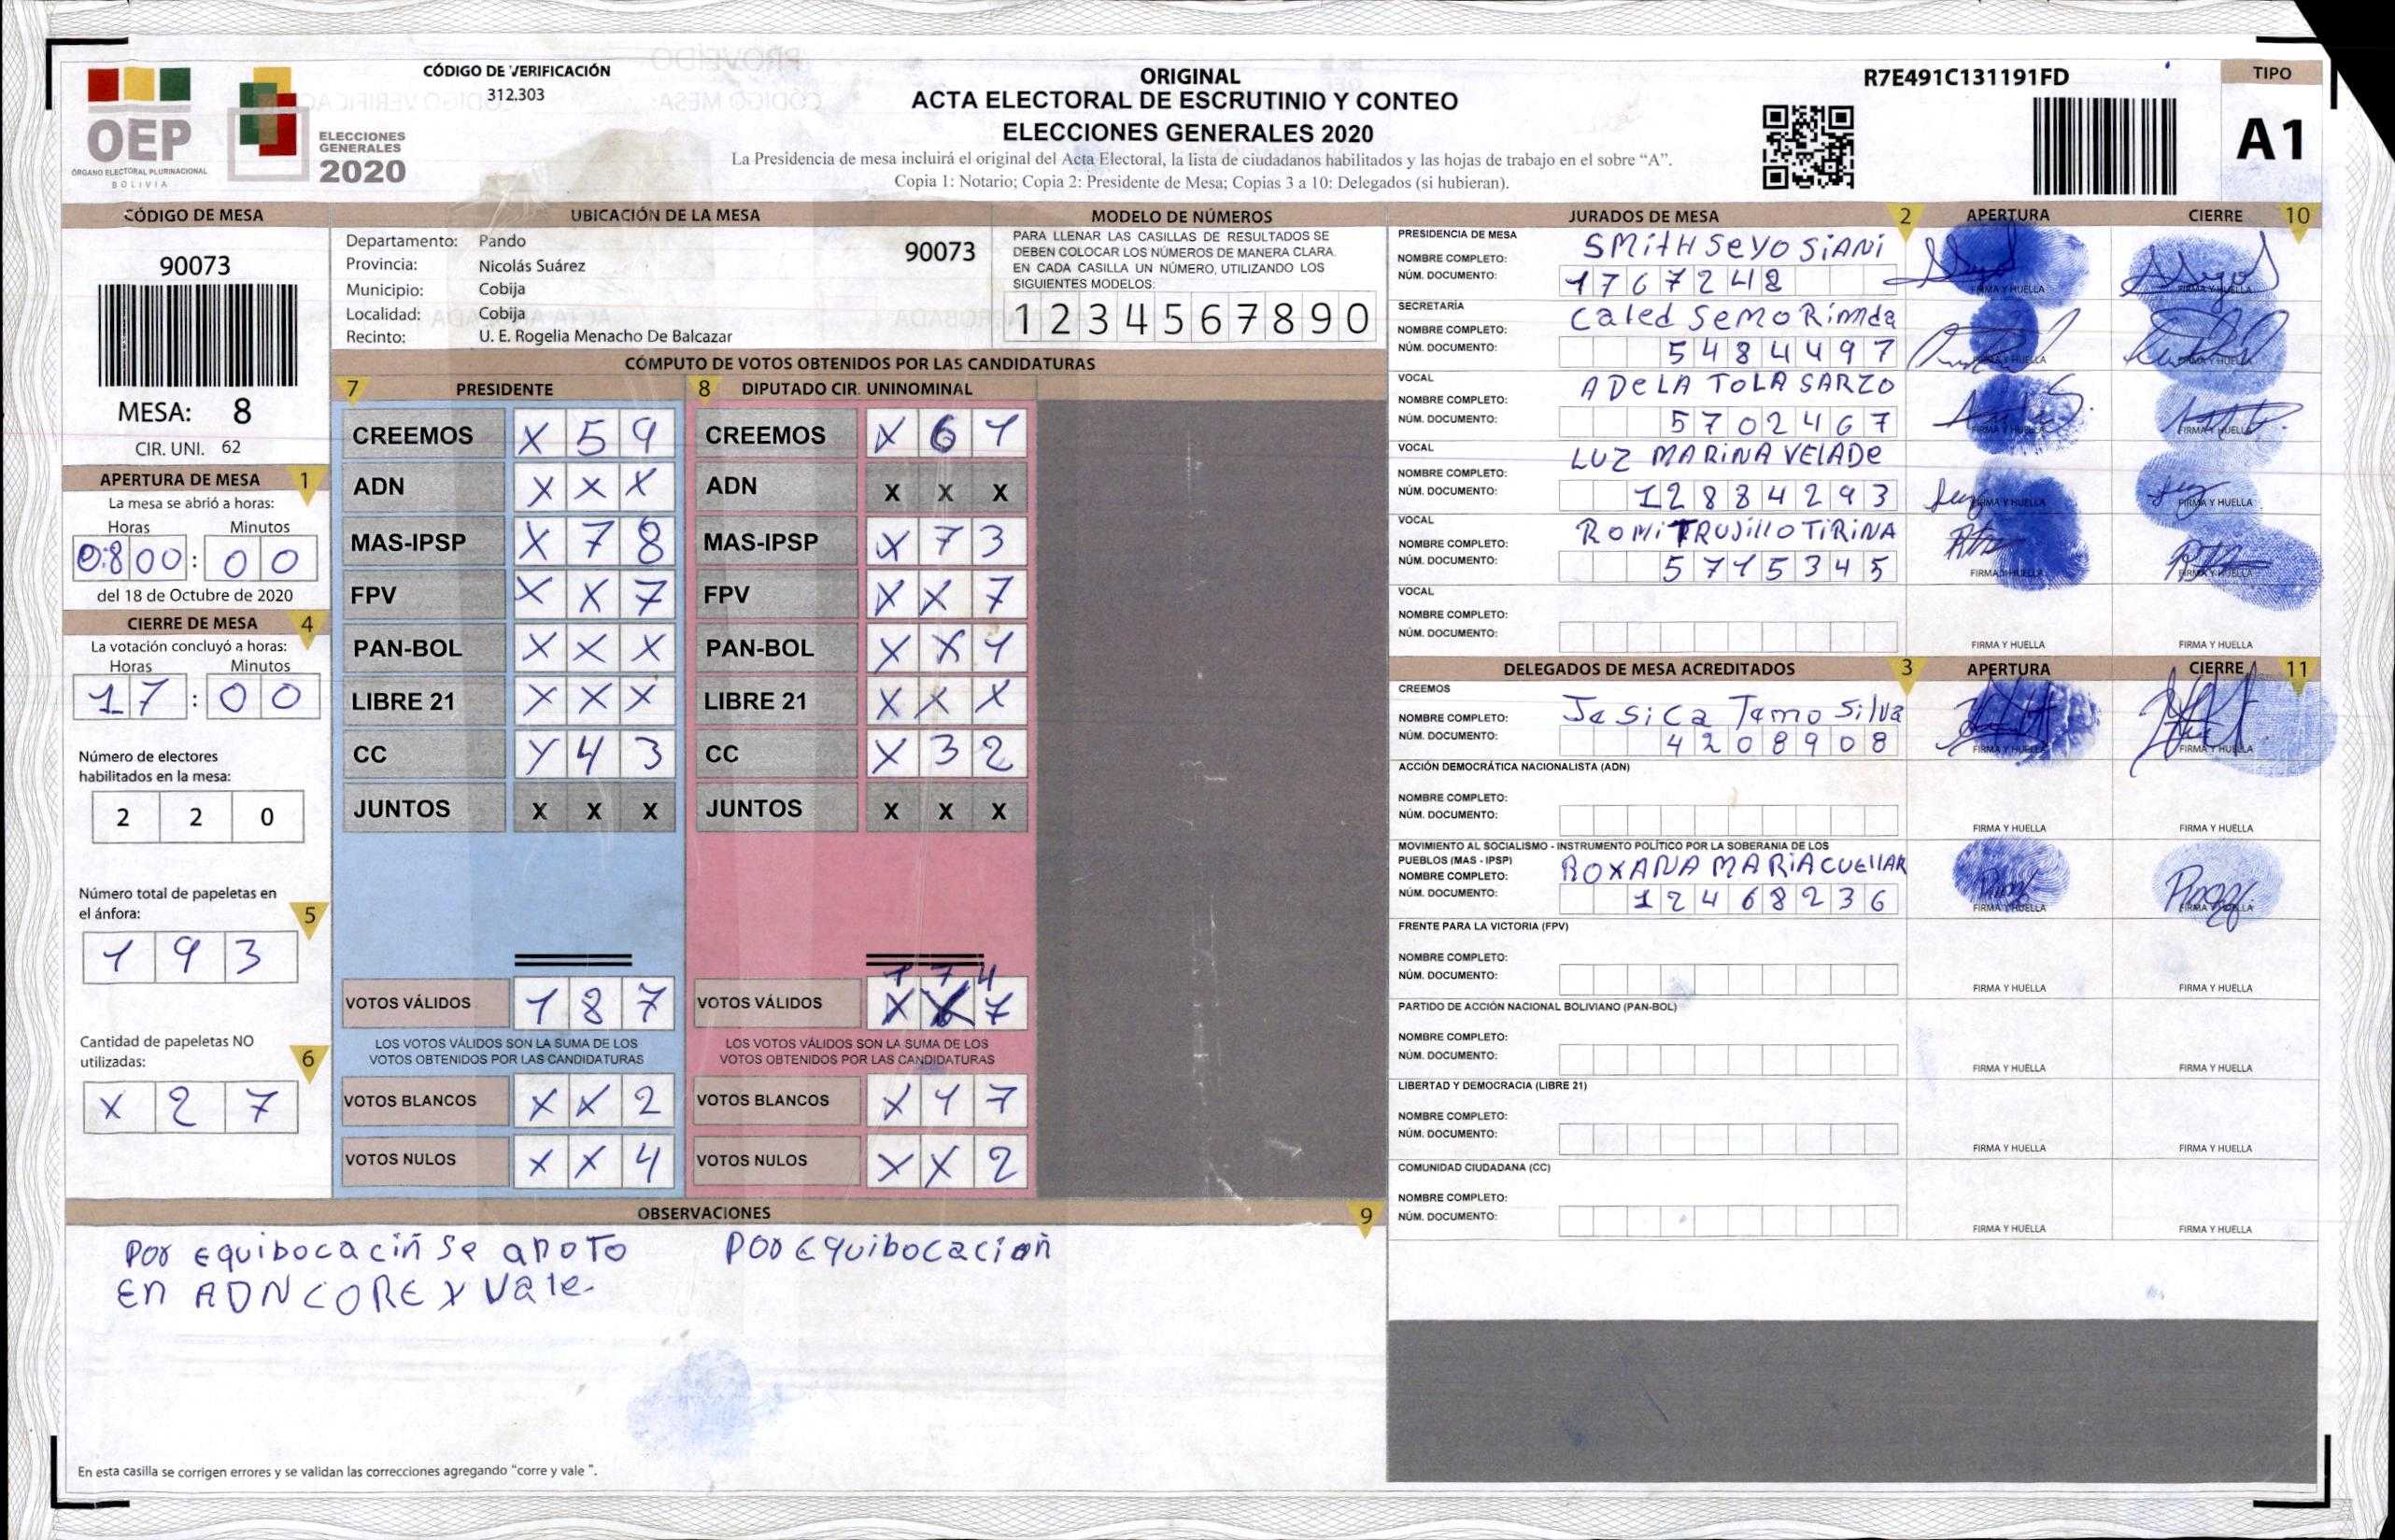 OEP
ÓRGANO ELECTORAL PLURINACIONAL
BOLIVIA
ELECCIONES
GENERALES
2020
CÓDIGO DE VERIFICACIÓN
312.303
ORIGINAL
ACTA ELECTORAL DE ESCRUTINIO Y CONTEO
ELECCIONES GENERALES 2020
La Presidencia de mesa incluirá el original del Acta Electoral, la lista de ciudadanos habilitados y las hojas de trabajo en el sobre “A”.
Copia 1: Notario; Copia 2: Presidente de Mesa; Copias 3 a 10: Delegados (si hubieran).
R7E491C131191FD
TIPO
A1
CÓDIGO DE MESA
90073
MESA: 8
CIR. UNI. 62
APERTURA DE MESA 1
La mesa se abrió a horas:
Horas Minutos
0:800 : 00
del 18 de Octubre de 2020
CIERRE DE MESA 4
La votación concluyó a horas:
Horas Minutos
17 : 00
Número de electores
habilitados en la mesa:
2 2 0
Número total de papeletas en
el ánfora: 5
1 9 3
Cantidad de papeletas NO
utilizadas: 6
X 2 7
UBICACIÓN DE LA MESA
Departamento: Pando 90073
Provincia: Nicolás Suárez
Municipio: Cobija
Localidad: Cobija
Recinto: U. E. Rogelia Menacho De Balcazar
MODELO DE NÚMEROS
PARA LLENAR LAS CASILLAS DE RESULTADOS SE
DEBEN COLOCAR LOS NÚMEROS DE MANERA CLARA.
EN CADA CASILLA UN NÚMERO, UTILIZANDO LOS
SIGUIENTES MODELOS:
1 2 3 4 5 6 7 8 9 0
CÓMPUTO DE VOTOS OBTENIDOS POR LAS CANDIDATURAS
7 PRESIDENTE 8 DIPUTADO CIR. UNINOMINAL
CREEMOS X 5 9 CREEMOS X 6 1
ADN X X X ADN X X X
MAS-IPSP X 7 8 MAS-IPSP X 7 3
FPV X X 7 FPV X X 7
PAN-BOL X X X PAN-BOL X X 1
LIBRE 21 X X X LIBRE 21 X X X
CC X 4 3 CC X 3 2
JUNTOS X X X JUNTOS X X X
1 7 4
VOTOS VÁLIDOS 1 8 7 VOTOS VÁLIDOS X X 7
LOS VOTOS VÁLIDOS SON LA SUMA DE LOS LOS VOTOS VÁLIDOS SON LA SUMA DE LOS
VOTOS OBTENIDOS POR LAS CANDIDATURAS VOTOS OBTENIDOS POR LAS CANDIDATURAS
VOTOS BLANCOS X X 2 VOTOS BLANCOS X 1 7
VOTOS NULOS X X 4 VOTOS NULOS X X 2
OBSERVACIONES 9
POR EquibocaciÑ Se anoTo POR EquibocacioÑ
En ADN CORE X Vale.
En esta casilla se corrigen errores y se validan las correcciones agregando “corre y vale ”.
JURADOS DE MESA 2 APERTURA CIERRE 10
PRESIDENCIA DE MESA
NOMBRE COMPLETO: SMiTH SeYO SiANi
NÚM. DOCUMENTO: 1767248
FIRMA Y HUELLA FIRMA Y HUELLA
SECRETARÍA
NOMBRE COMPLETO: Caled Semo Rimda
NÚM. DOCUMENTO: 5484497
FIRMA Y HUELLA FIRMA Y HUELLA
VOCAL
NOMBRE COMPLETO: ADeLA TOLA SARZO
NÚM. DOCUMENTO: 5702467
FIRMA Y HUELLA FIRMA Y HUELLA
VOCAL
NOMBRE COMPLETO: LUZ MARiNA VELADe
NÚM. DOCUMENTO: 12884293
FIRMA Y HUELLA FIRMA Y HUELLA
VOCAL
NOMBRE COMPLETO: ROMiTRUJillO TiRiNA
NÚM. DOCUMENTO: 5715345
FIRMA Y HUELLA FIRMA Y HUELLA
VOCAL
NOMBRE COMPLETO:
NÚM. DOCUMENTO:
FIRMA Y HUELLA FIRMA Y HUELLA
DELEGADOS DE MESA ACREDITADOS 3 APERTURA CIERRE 11
CREEMOS
NOMBRE COMPLETO: Jesica Tamo Silva
NÚM. DOCUMENTO: 4208908
FIRMA Y HUELLA FIRMA Y HUELLA
ACCIÓN DEMOCRÁTICA NACIONALISTA (ADN)
NOMBRE COMPLETO:
NÚM. DOCUMENTO:
FIRMA Y HUELLA FIRMA Y HUELLA
MOVIMIENTO AL SOCIALISMO - INSTRUMENTO POLÍTICO POR LA SOBERANIA DE LOS
PUEBLOS (MAS - IPSP)
NOMBRE COMPLETO: ROXANA MARiA CUEllAR
NÚM. DOCUMENTO: 12468236
FIRMA Y HUELLA FIRMA Y HUELLA
FRENTE PARA LA VICTORIA (FPV)
NOMBRE COMPLETO:
NÚM. DOCUMENTO:
FIRMA Y HUELLA FIRMA Y HUELLA
PARTIDO DE ACCIÓN NACIONAL BOLIVIANO (PAN-BOL)
NOMBRE COMPLETO:
NÚM. DOCUMENTO:
FIRMA Y HUELLA FIRMA Y HUELLA
LIBERTAD Y DEMOCRACIA (LIBRE 21)
NOMBRE COMPLETO:
NÚM. DOCUMENTO:
FIRMA Y HUELLA FIRMA Y HUELLA
COMUNIDAD CIUDADANA (CC)
NOMBRE COMPLETO:
NÚM. DOCUMENTO:
FIRMA Y HUELLA FIRMA Y HUELLA